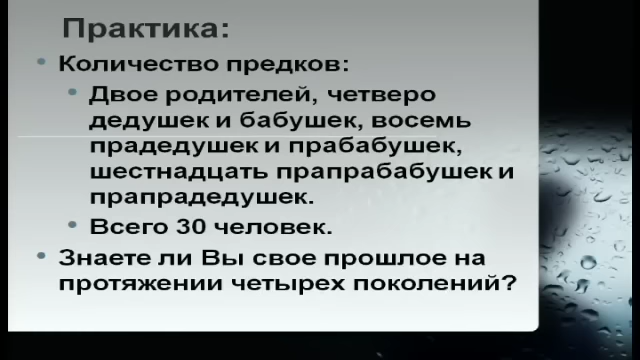 Практика:
Количество предков:
Двое родителей, четверо
дедушек и бабушек, восемь
прадедушек и прабабушек,
шестнадцать прапрабабушек и
прапрадедушек.
Всего 30 человек.
Знаете ли Вы свое прошлое на
протяжении четырех поколений?